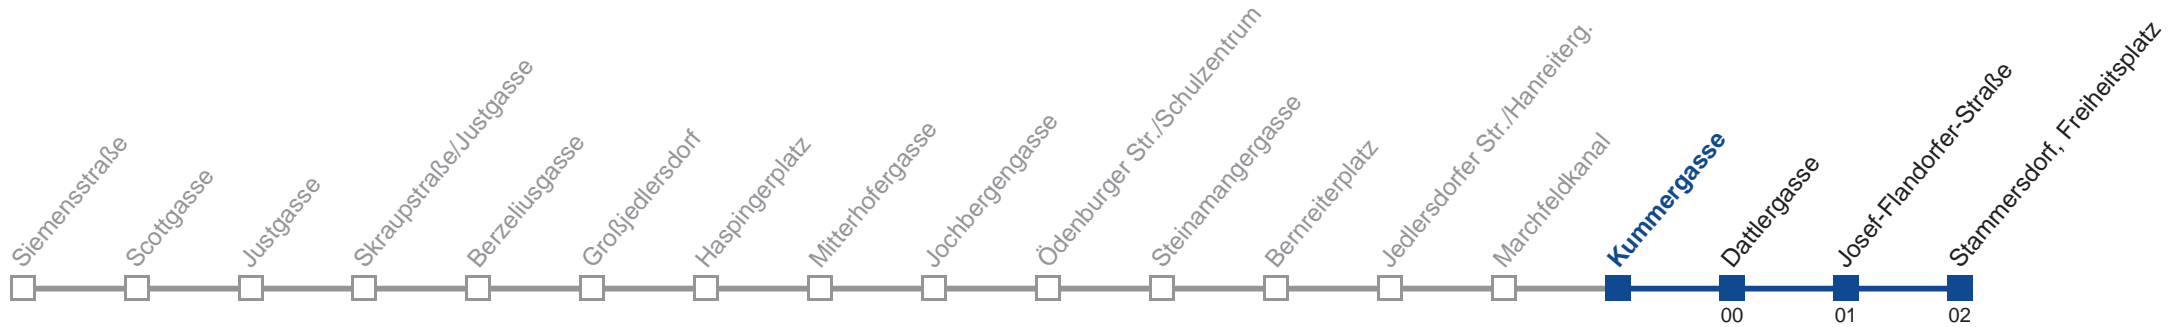 Siemensstraße
Scottgasse
Justgasse
Skraupstraße/Justgasse
Berzeliusgasse
Großjedlersdorf
Haspingerplatz
Mitterhofergasse
Jochbergengasse
Ödenburger Str./Schulzentrum
Steinamangergasse
Bernreiterplatz
Jedlersdorfer Str./Hanreiterg.
Marchfeldkanal
Kummergasse
Dattlergasse
Josef-Flandorfer-Straße
Stammersdorf, Freiheitsplatz
00
01
02